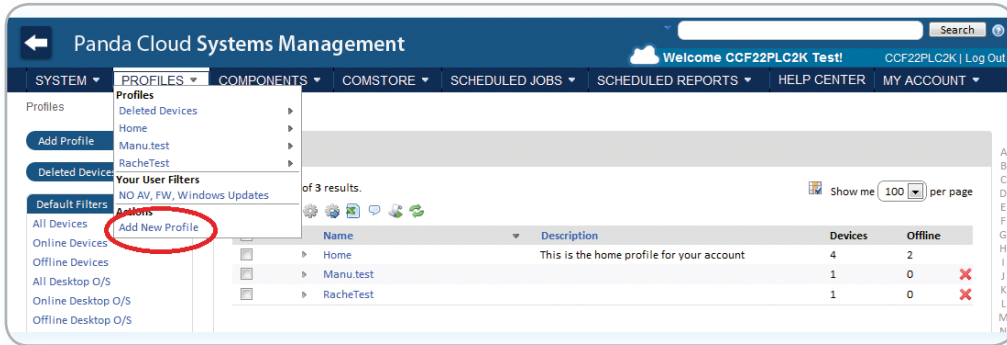 Search
Panda Cloud Systems Management
Welcome CCF22PLC2K Test!
CCF22PLC2K | Log Out
SYSTEM PROFILES COMPONENTS COMSTORE SCHEDULED JOBS SCHEDULED REPORTS HELP CENTER MY ACCOUNT
Profiles
Add Profile
Deleted Device
Default Filters
All Devices
Online Devices
Offline Devices
All Desktop O/S
Online Desktop O/S
Offline Desktop O/S
Profiles
Deleted Devices
Home
Manu.test
RacheTest
Your User Filters
NO AV, FW, Windows Updates
Actions
Add New Profile
of 3 results.
Show me 100 per page
Name Description Devices Offline
Home This is the home profile for your account 4 2
Manu.test 1 0
RacheTest 1 0
A
B
C
D
E
F
G
H
I
J
K
L
M
N